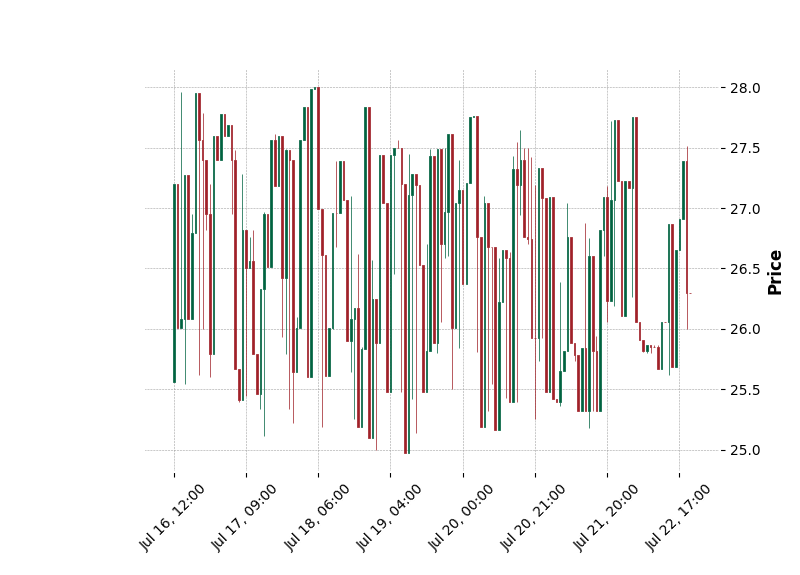 28.0
27.5
27.0
26.5
26.0
25.5
25.0
Price
Jul 16, 12:00
Jul 17, 09:00
Jul 18, 06:00
Jul 19, 04:00
Jul 20, 00:00
Jul 20, 21:00
Jul 21, 20:00
Jul 22, 17:00